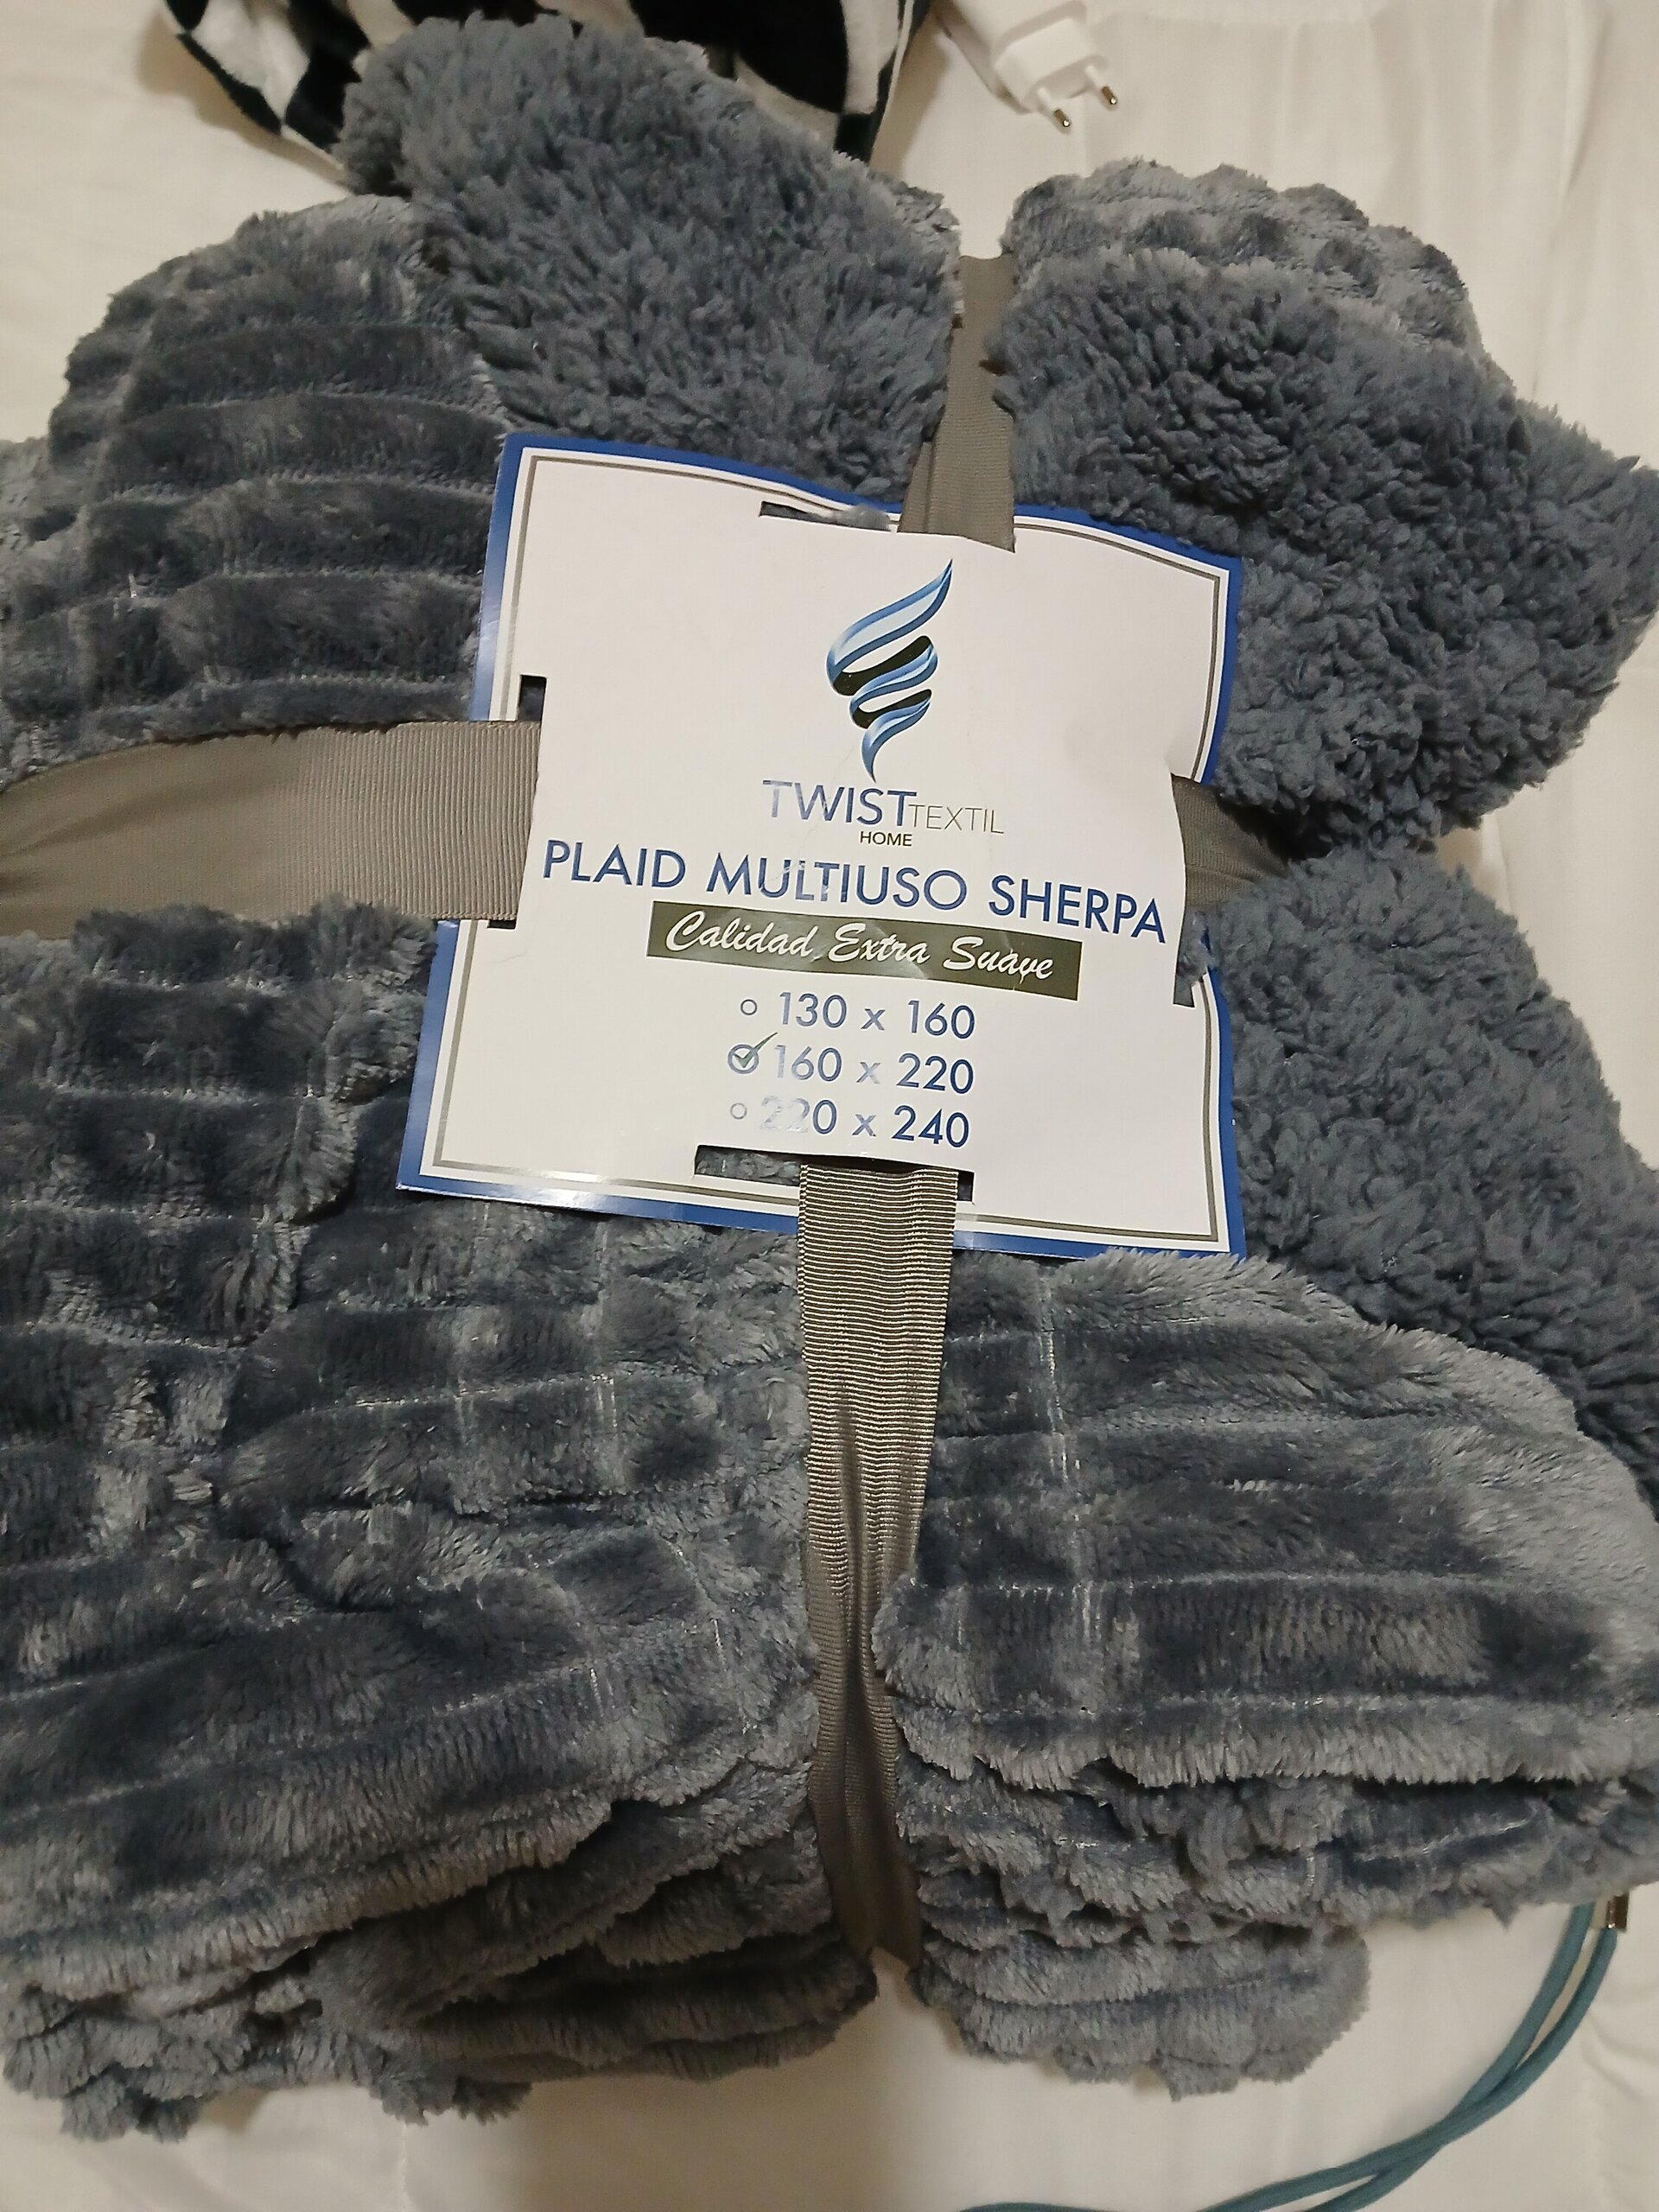 TWIST TEXTIL
HOME
PLAID MULTIUSO SHERPA
Calidad Extra Suave
130 x 160
160 x 220
220 x 240